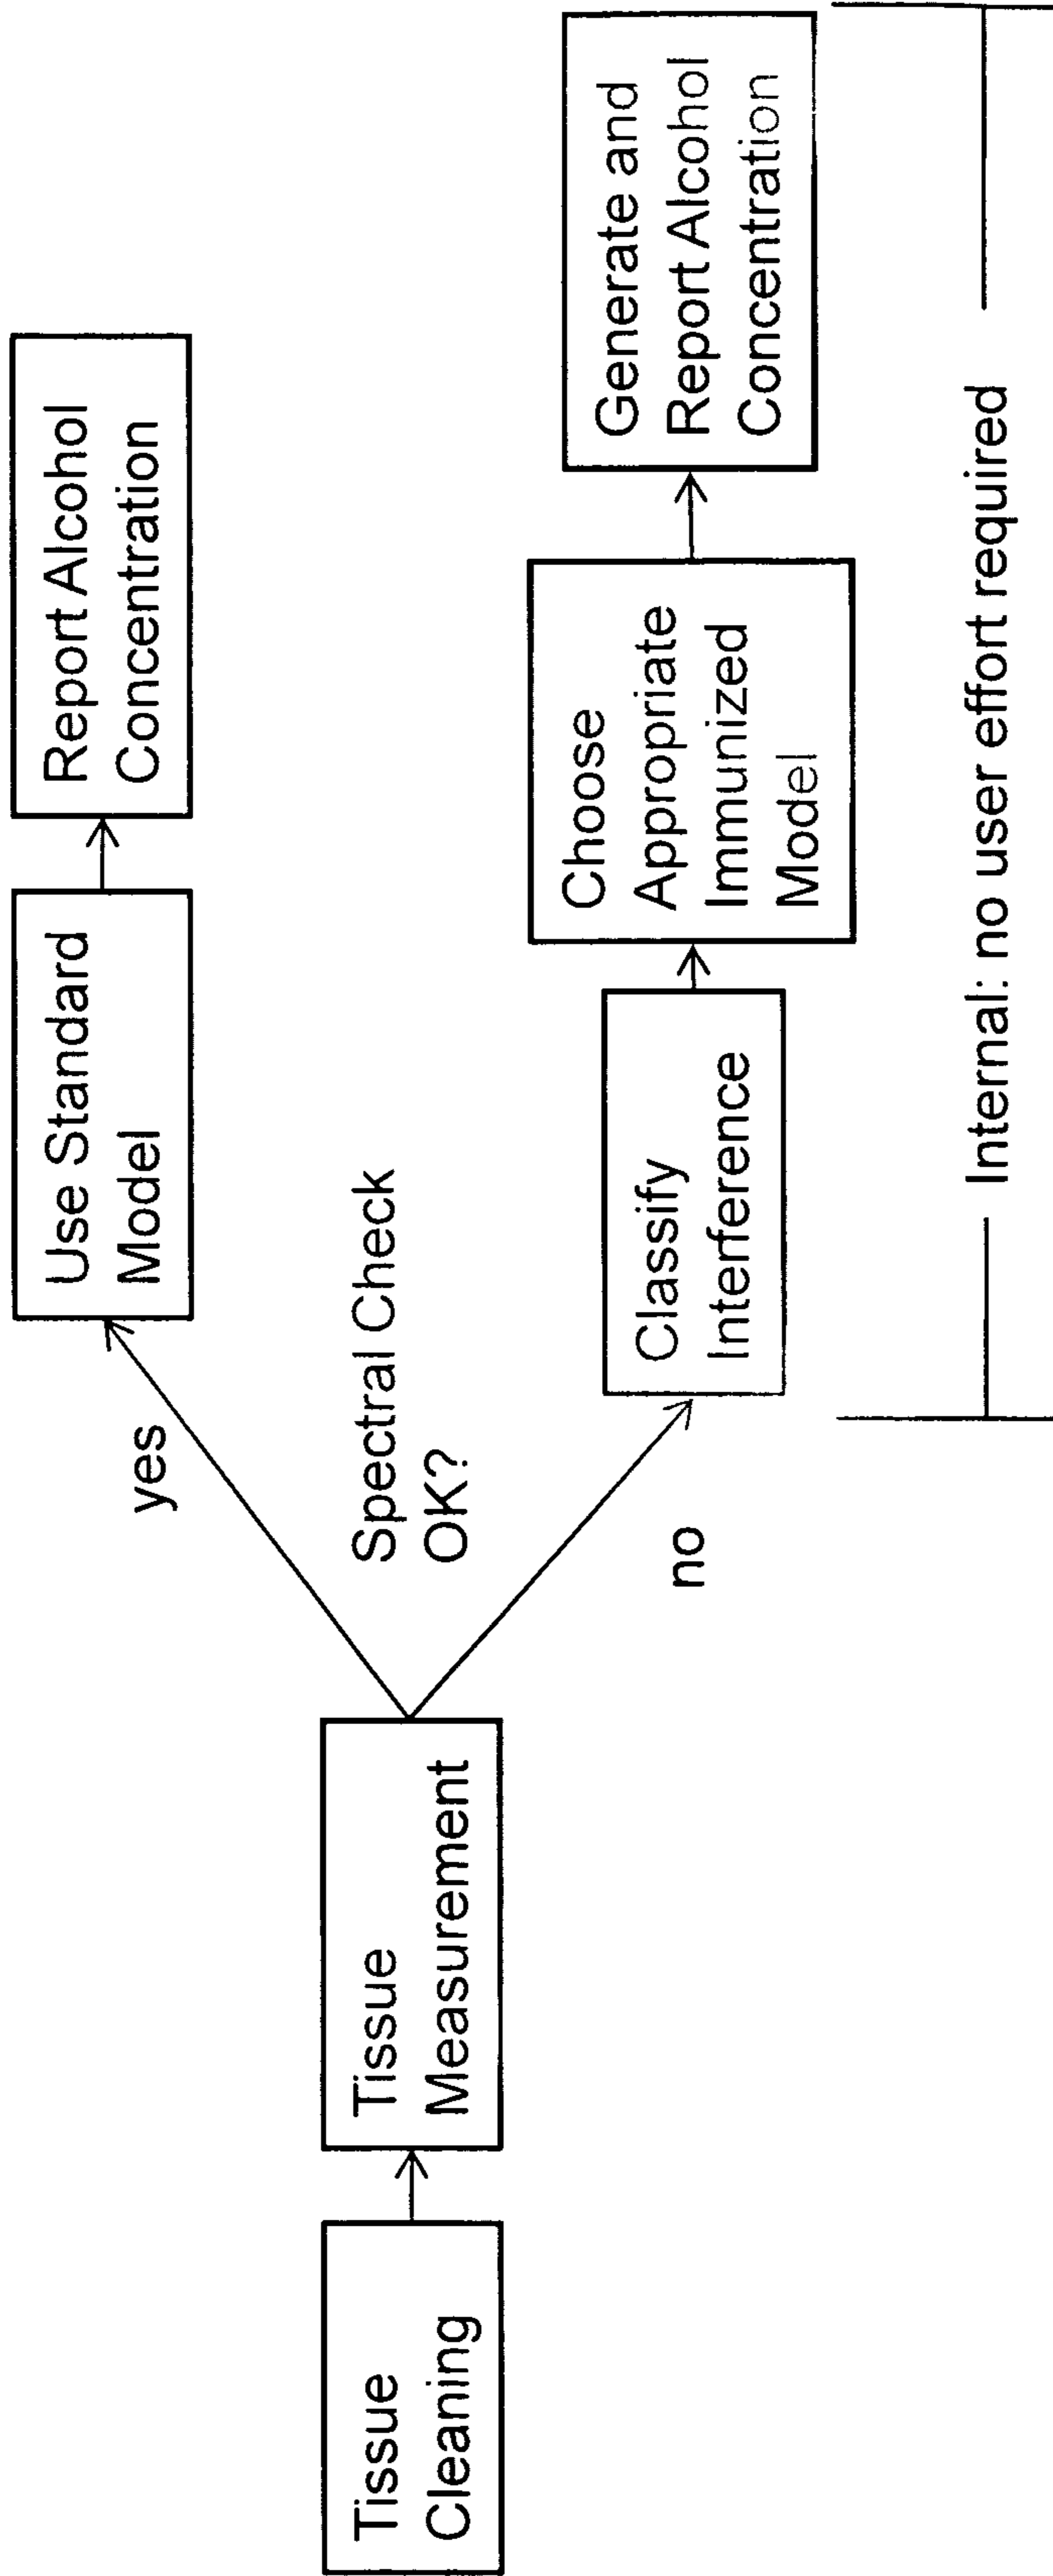 Tissue
Cleaning
Tissue
Measurement
Spectral Check
OK?
yes
Use Standard
Model
Report Alcohol
Concentration
no
Classify
Interference
Choose
Appropriate
Immunized
Model
Generate and
Report Alcohol
Concentration
Internal: no user effort required